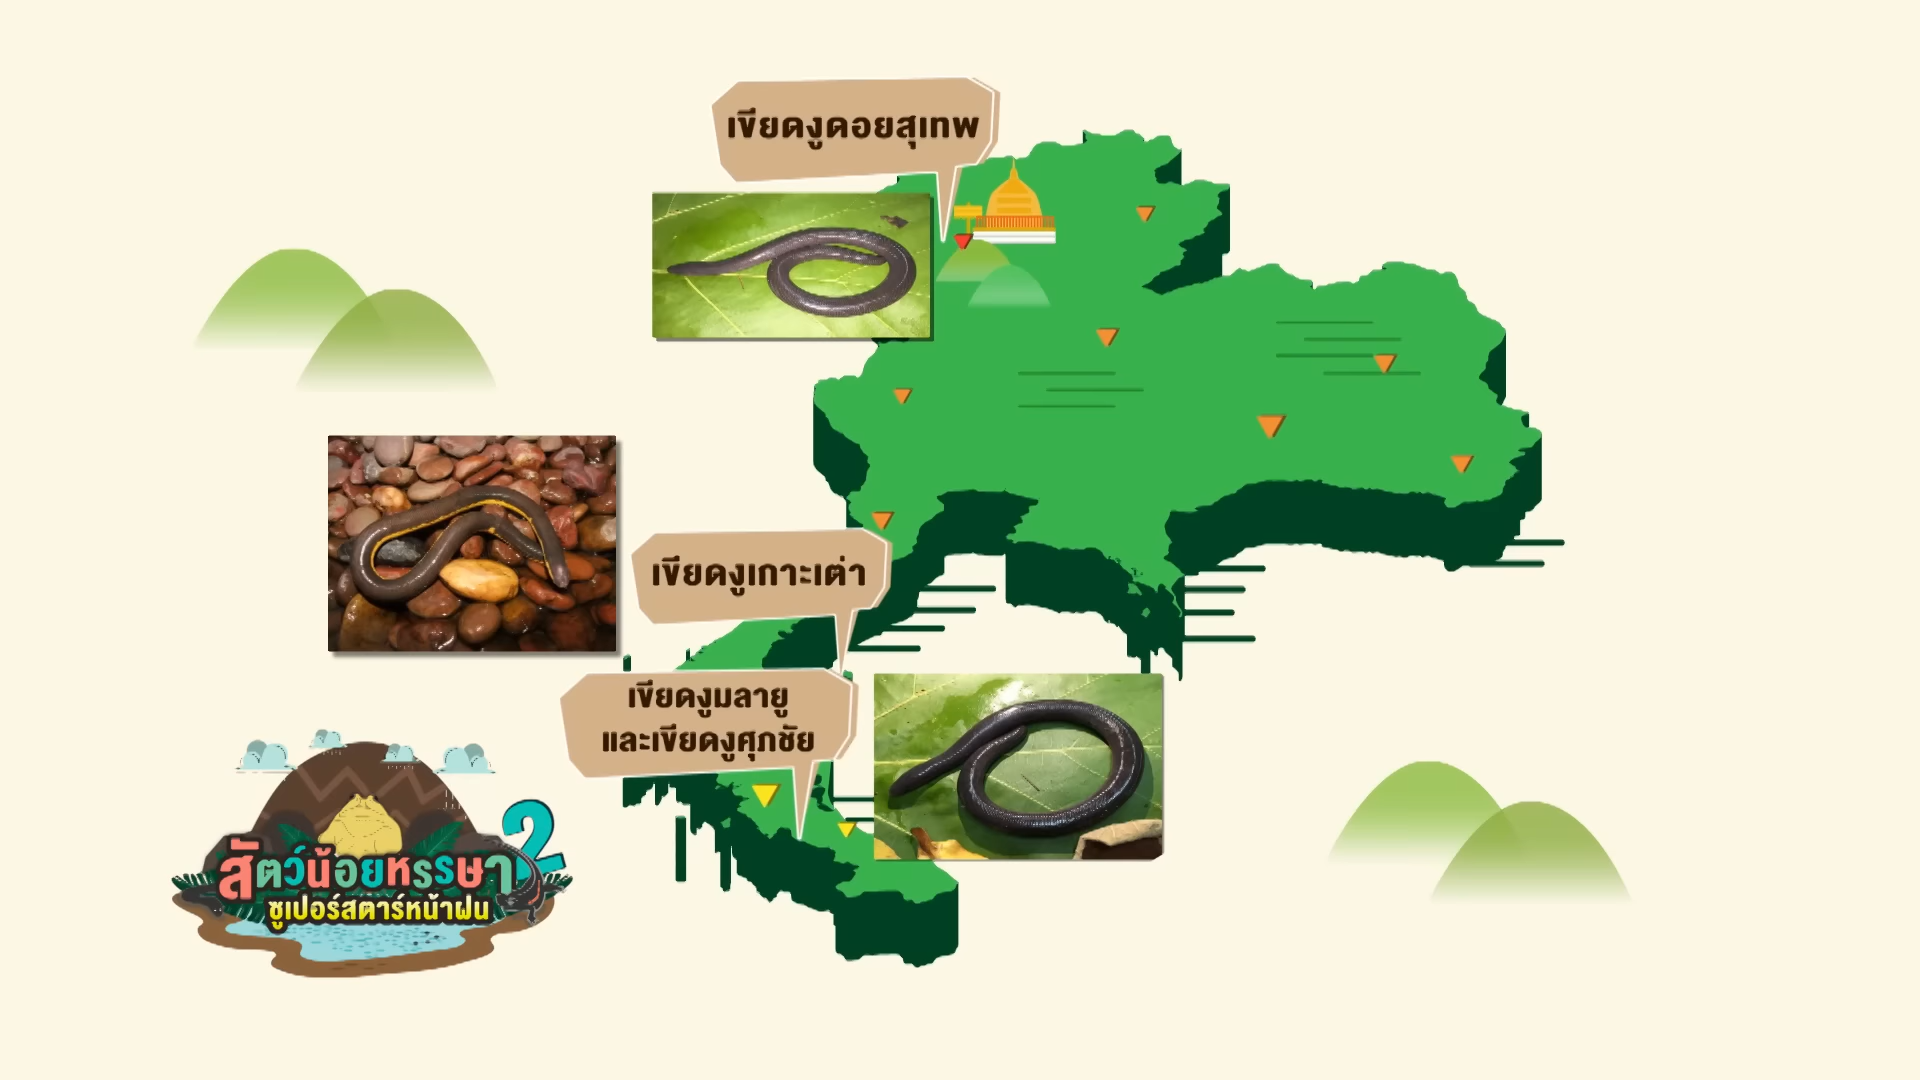 เขียดงูดอยสุเทพ
เขียดงูเกาะเต่า
เขียดงูมลายู
และเขียดงูศุภชัย
สัตว์น้อยหรรษา 2
ซูเปอร์สตาร์หน้าฝน